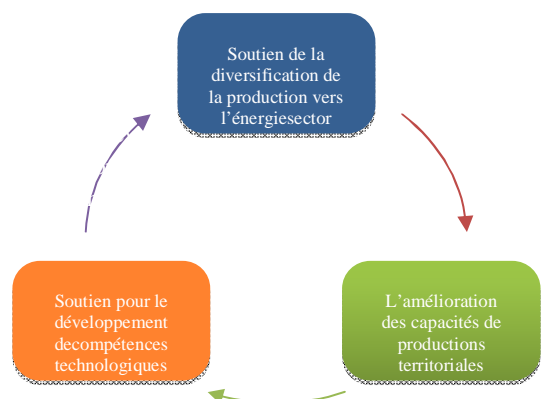 Soutien de la
diversification de
la production vers
l'énergiesector
Soutien pour le
développement
decompétences
technologiques
L'amélioration
des capacités de
productions
territoriales